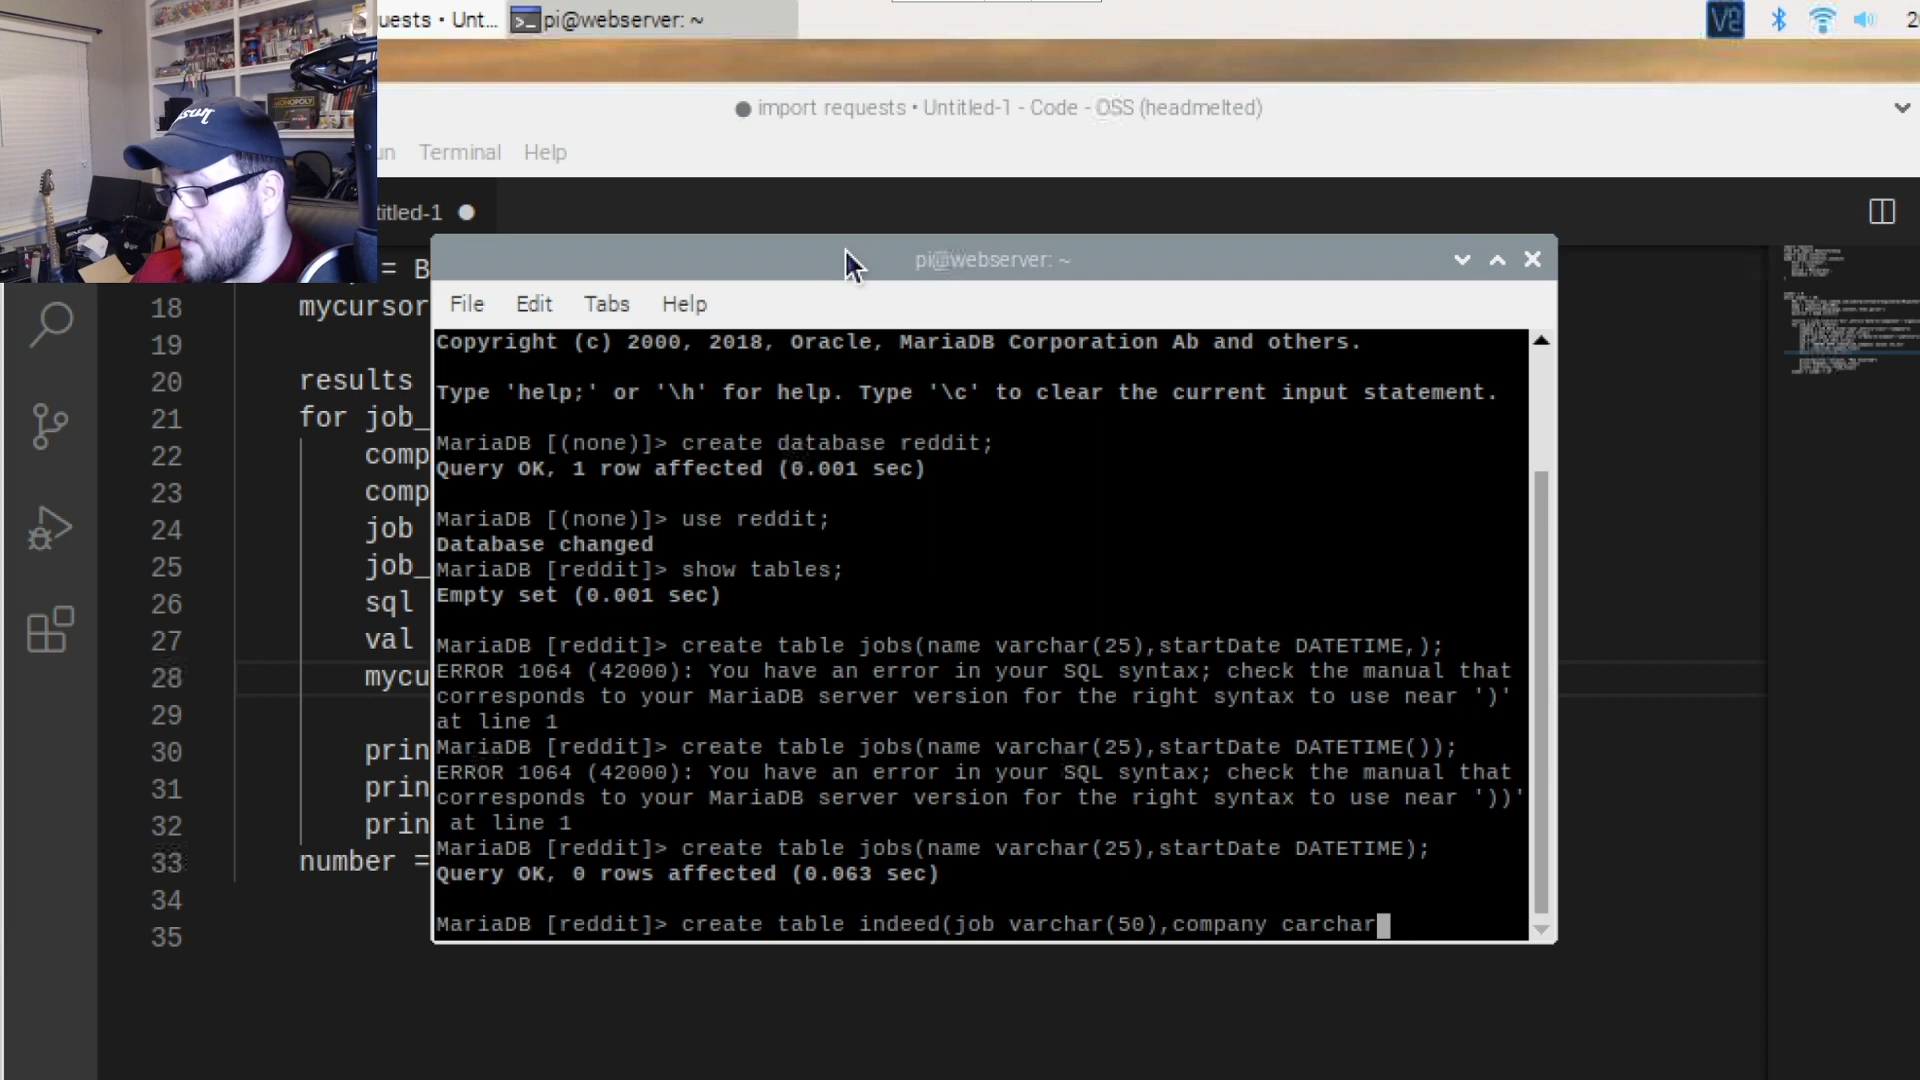 uests • Unt...
pi@webserver: ~
V2
2
MONOPOLY
import requests • Untitled-1 - Code - OSS (headmelted)
un Terminal Help
titled-1
pi@webserver: ~
File Edit Tabs Help
= B
18 mycursor
19
20 results
21 for job_
22 comp
23 comp
24 job
25 job_
26 sql
27 val
28 mycu
29
30 prin
31 prin
32 prin
33 number =
34
35
Copyright (c) 2000, 2018, Oracle, MariaDB Corporation Ab and others.
Type 'help;' or '\h' for help. Type '\c' to clear the current input statement.
MariaDB [(none)]> create database reddit;
Query OK, 1 row affected (0.001 sec)
MariaDB [(none)]> use reddit;
Database changed
MariaDB [reddit]> show tables;
Empty set (0.001 sec)
MariaDB [reddit]> create table jobs(name varchar(25),startDate DATETIME,);
ERROR 1064 (42000): You have an error in your SQL syntax; check the manual that
corresponds to your MariaDB server version for the right syntax to use near ')'
at line 1
MariaDB [reddit]> create table jobs(name varchar(25),startDate DATETIME());
ERROR 1064 (42000): You have an error in your SQL syntax; check the manual that
corresponds to your MariaDB server version for the right syntax to use near '))'
at line 1
MariaDB [reddit]> create table jobs(name varchar(25),startDate DATETIME);
Query OK, 0 rows affected (0.063 sec)
MariaDB [reddit]> create table indeed(job varchar(50),company carchar